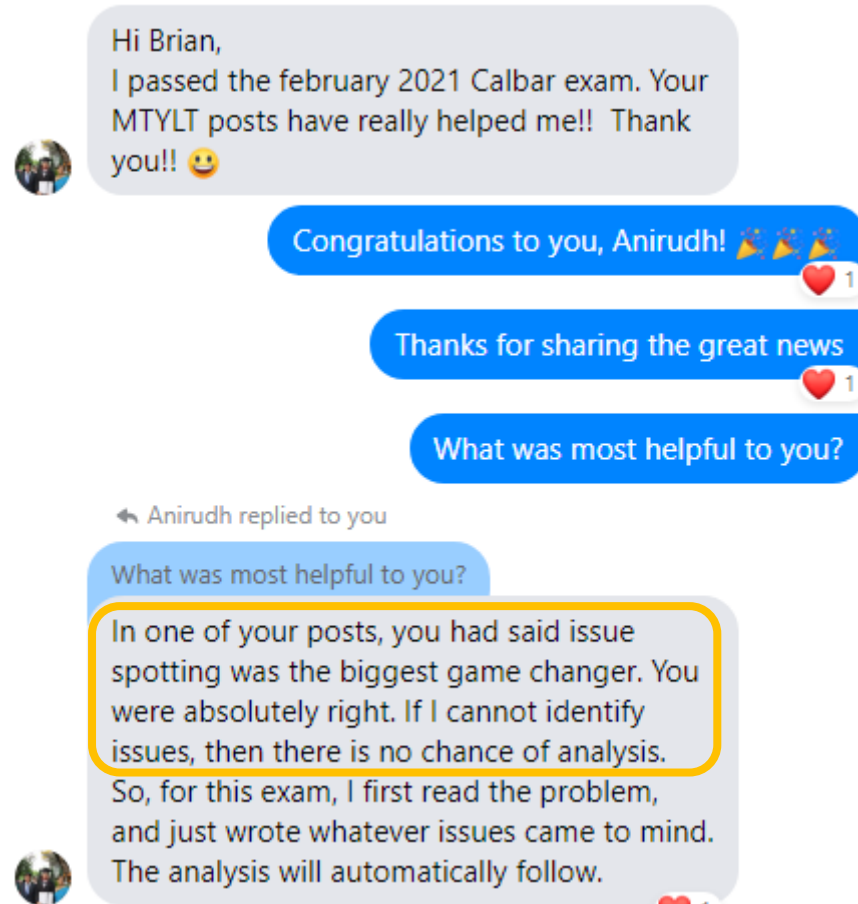 Hi Brian,
I passed the february 2021 Calbar exam. Your
MTYLT posts have really helped me!! Thank
you!! 😃
Congratulations to you, Anirudh! 🎉🎉🎉
1
Thanks for sharing the great news
1
What was most helpful to you?
Anirudh replied to you
What was most helpful to you?
In one of your posts, you had said issue
spotting was the biggest game changer. You
were absolutely right. If I cannot identify
issues, then there is no chance of analysis.
So, for this exam, I first read the problem,
and just wrote whatever issues came to mind.
The analysis will automatically follow.